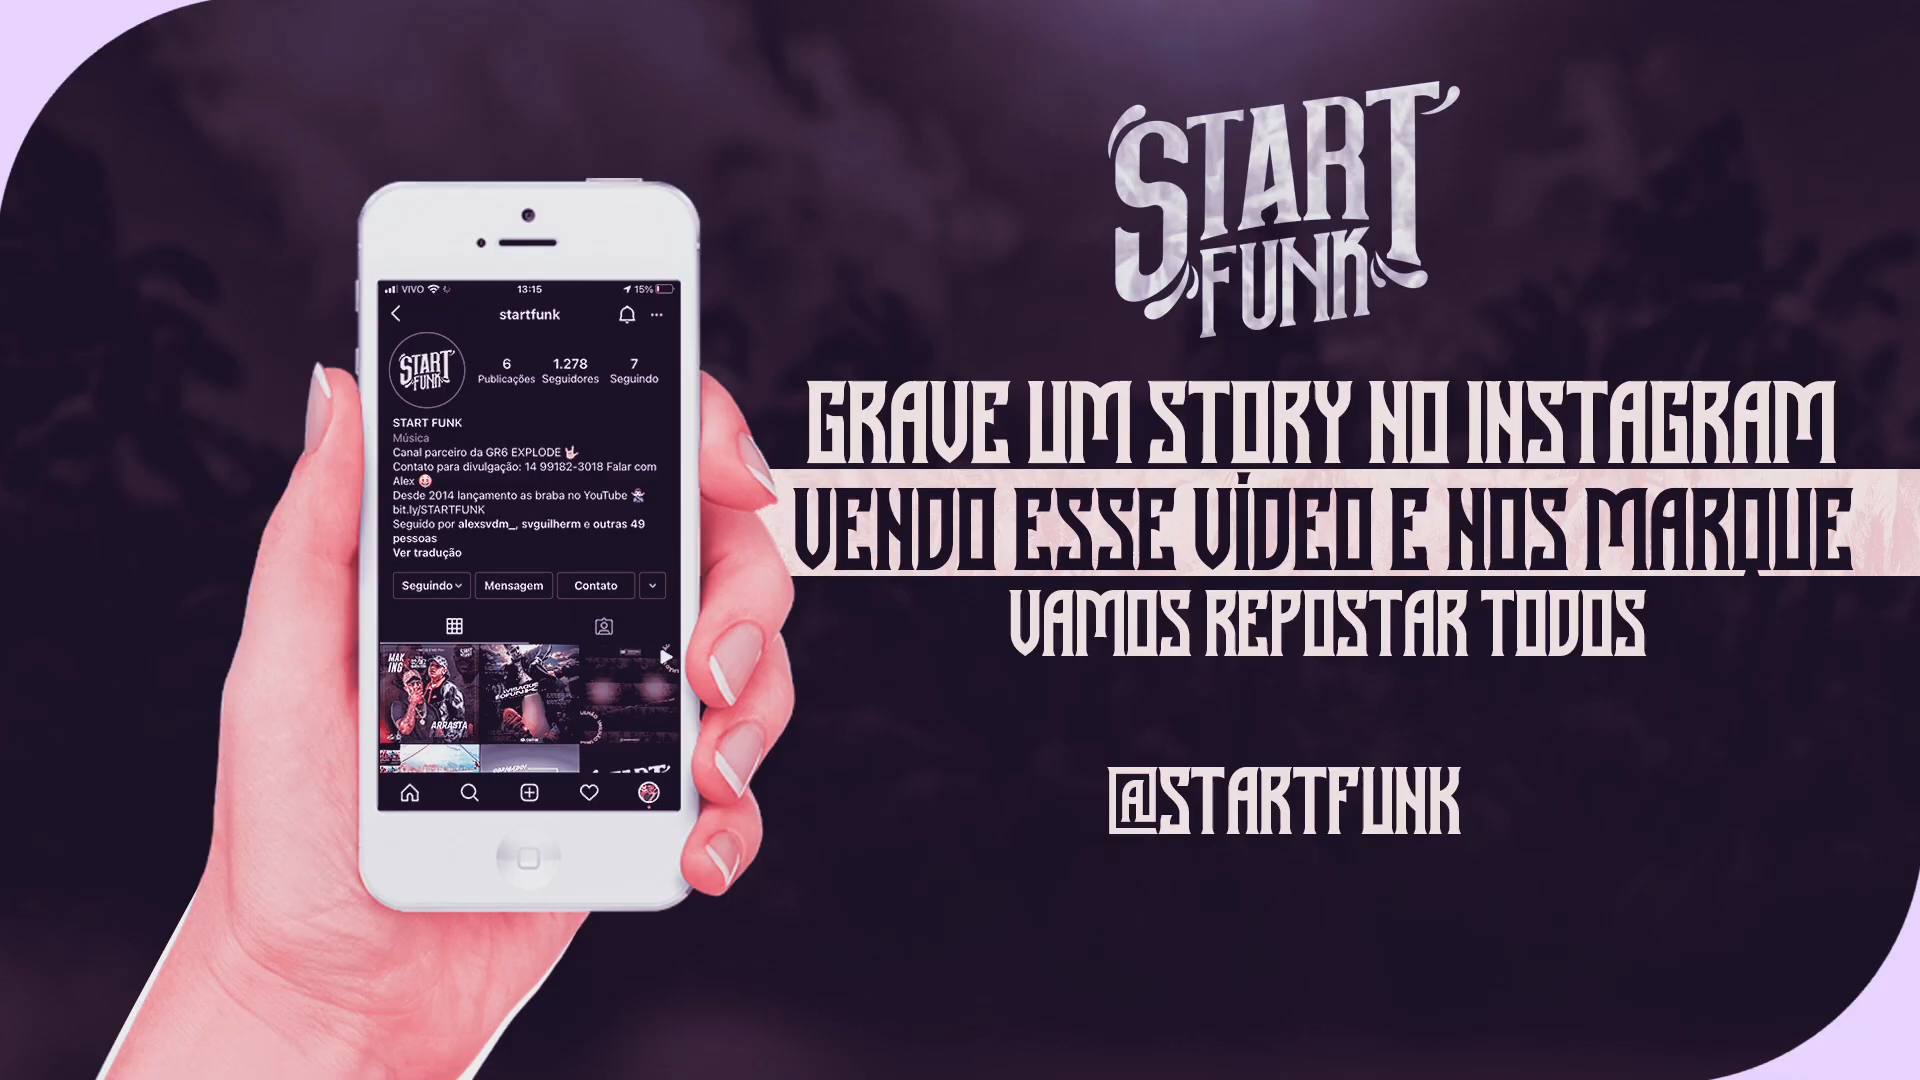 START
FUNK
GRAVE UM STORY NO INSTAGRAM
VENDO ESSE VÍDEO E NOS MARQUE
VAMOS REPOSTAR TODOS
@STARTFUNK
VIVO
13:15
15%
startfunk
START
FUNK
6
1.278
7
Publicações
Seguidores
Seguindo
START FUNK
Música
Canal parceiro da GR6 EXPLODE
Contato para divulgação: 14 99182-3018 Falar com
Alex
Desde 2014 lançamento as braba no YouTube
bit.ly/STARTFUNK
Seguido por alexsvdm_, svguilherm e outras 49
pessoas
Ver tradução
Seguindo
Mensagem
Contato
MAK
ING
ARRASTA